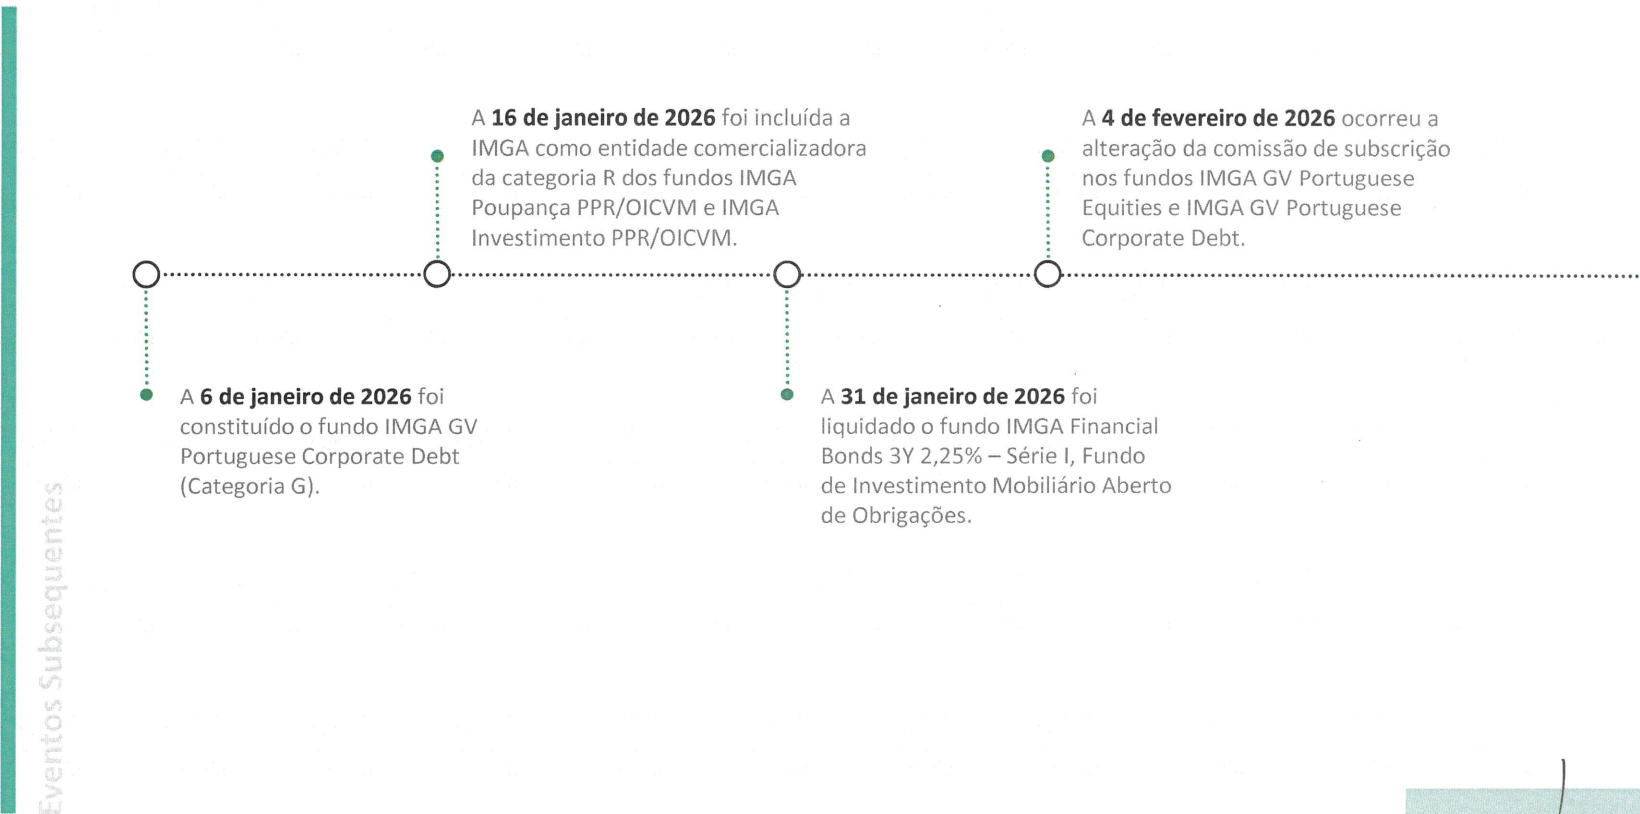 A 16 de janeiro de 2026 foi incluída a
IMGA como entidade comercializadora
da categoria R dos fundos IMGA
Poupança PPR/OICVM e IMGA
Investimento PPR/OICVM.
A 4 de fevereiro de 2026 ocorreu a
alteração da comissão de subscrição
nos fundos IMGA GV Portuguese
Equities e IMGA GV Portuguese
Corporate Debt.
A 6 de janeiro de 2026 foi
constituído o fundo IMGA GV
Portuguese Corporate Debt
(Categoria G).
A 31 de janeiro de 2026 foi
liquidado o fundo IMGA Financial
Bonds 3Y 2,25% – Série I, Fundo
de Investimento Mobiliário Aberto
de Obrigações.
Eventos Subsequentes